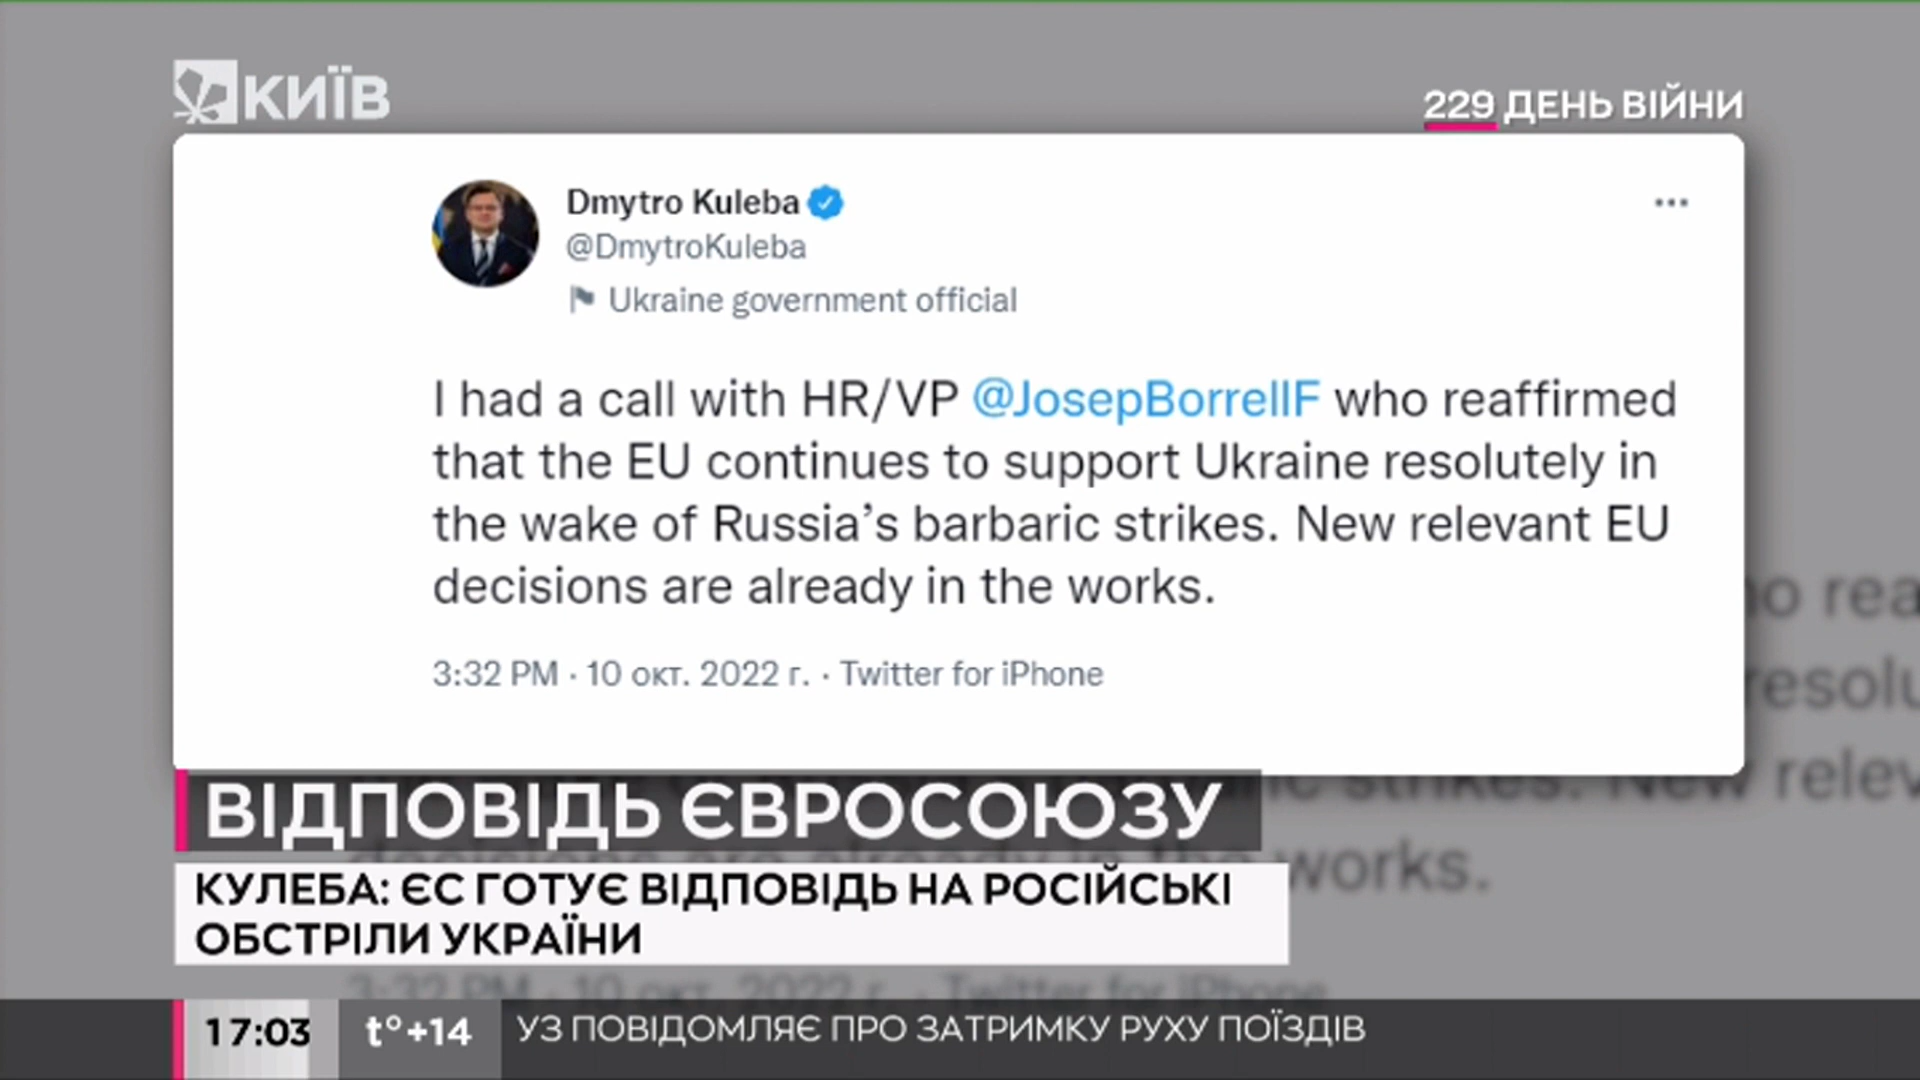 КИЇВ
229 ДЕНЬ ВІЙНИ
Dmytro Kuleba
@DmytroKuleba
Ukraine government official
I had a call with HR/VP @JosepBorrellF who reaffirmed
that the EU continues to support Ukraine resolutely in
the wake of Russia’s barbaric strikes. New relevant EU
decisions are already in the works.
3:32 PM · 10 окт. 2022 г. · Twitter for iPhone
ВІДПОВІДЬ ЄВРОСОЮЗУ
КУЛЕБА: ЄС ГОТУЄ ВІДПОВІДЬ НА РОСІЙСЬКІ
ОБСТРІЛИ УКРАЇНИ
17:03 t°+14 УЗ ПОВІДОМЛЯЄ ПРО ЗАТРИМКУ РУХУ ПОЇЗДІВ